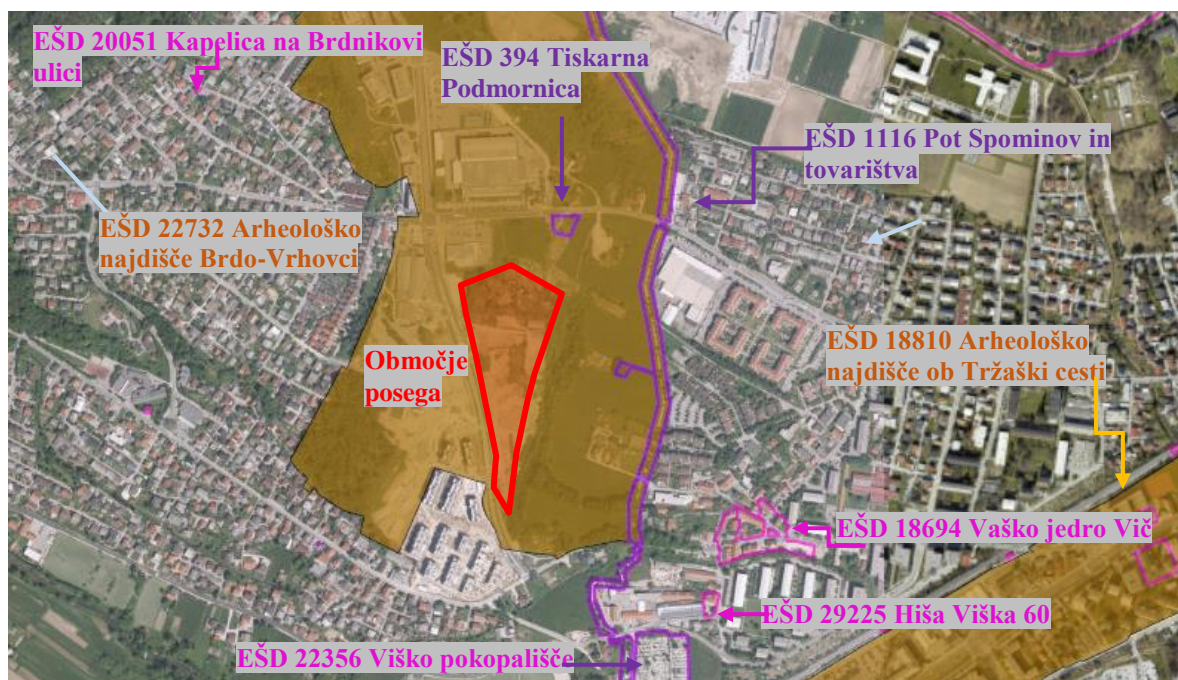 EŠD 20051 Kapelica na Brdnikovi
ulici
EŠD 394 Tiskarna
Podmornica
EŠD 1116 Pot Spominov in
tovarištva
EŠD 22732 Arheološko
najdišče Brdo-Vrhovci
EŠD 18810 Arheološko
najdišče ob Tržaški cesti
Območje
posega
EŠD 18694 Vaško jedro Vič
EŠD 29225 Hiša Viška 60
EŠD 22356 Viško pokopališče